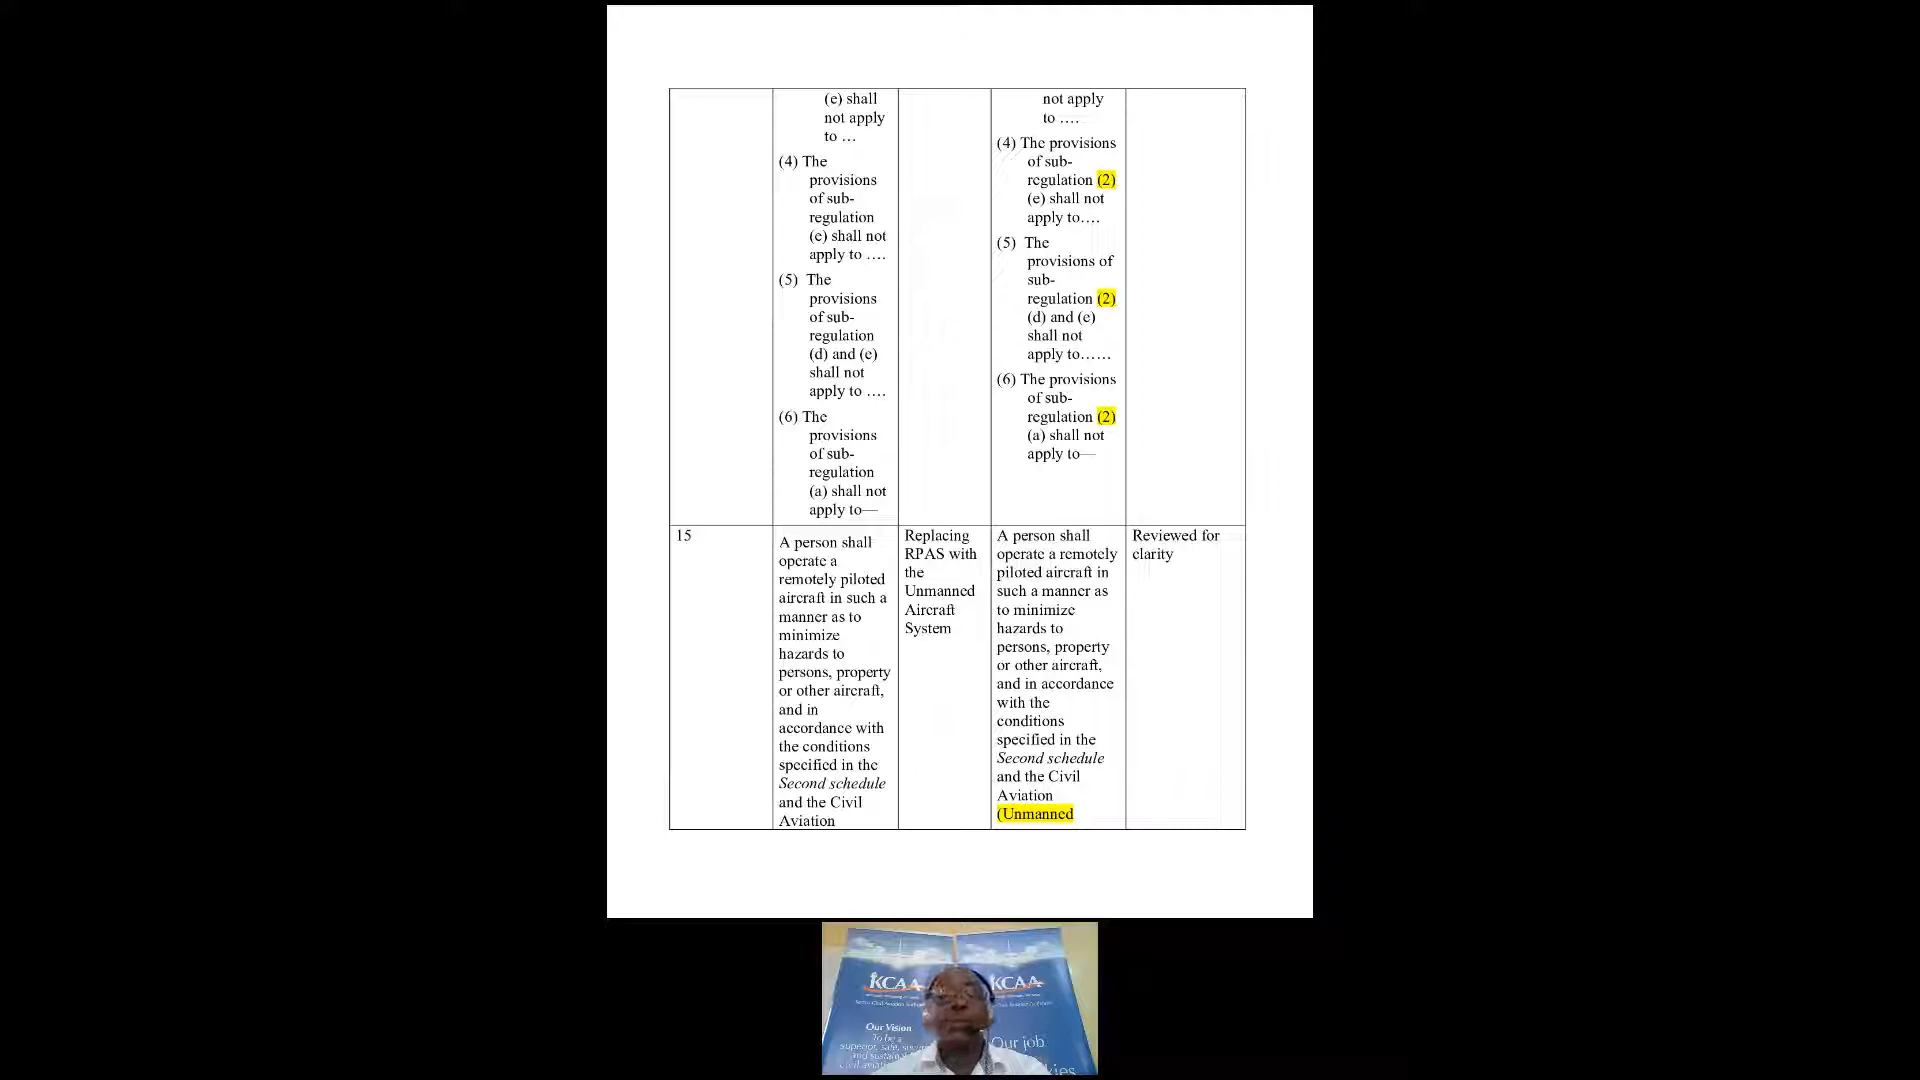 (e) shall
not apply
to …
(4) The
provisions
of sub-
regulation
(e) shall not
apply to ….
(5) The
provisions
of sub-
regulation
(d) and (e)
shall not
apply to ….
(6) The
provisions
of sub-
regulation
(a) shall not
apply to—
not apply
to ….
(4) The provisions
of sub-
regulation (2)
(e) shall not
apply to….
(5) The
provisions of
sub-
regulation (2)
(d) and (e)
shall not
apply to……
(6) The provisions
of sub-
regulation (2)
(a) shall not
apply to—
15
A person shall
operate a
remotely piloted
aircraft in such a
manner as to
minimize
hazards to
persons, property
or other aircraft,
and in
accordance with
the conditions
specified in the
Second schedule
and the Civil
Aviation
Replacing
RPAS with
the
Unmanned
Aircraft
System
A person shall
operate a remotely
piloted aircraft in
such a manner as
to minimize
hazards to
persons, property
or other aircraft,
and in accordance
with the
conditions
specified in the
Second schedule
and the Civil
Aviation
(Unmanned
Reviewed for
clarity
KCAA
Our Vision
To be a
superior, safe,
civil
KCAA
Our job